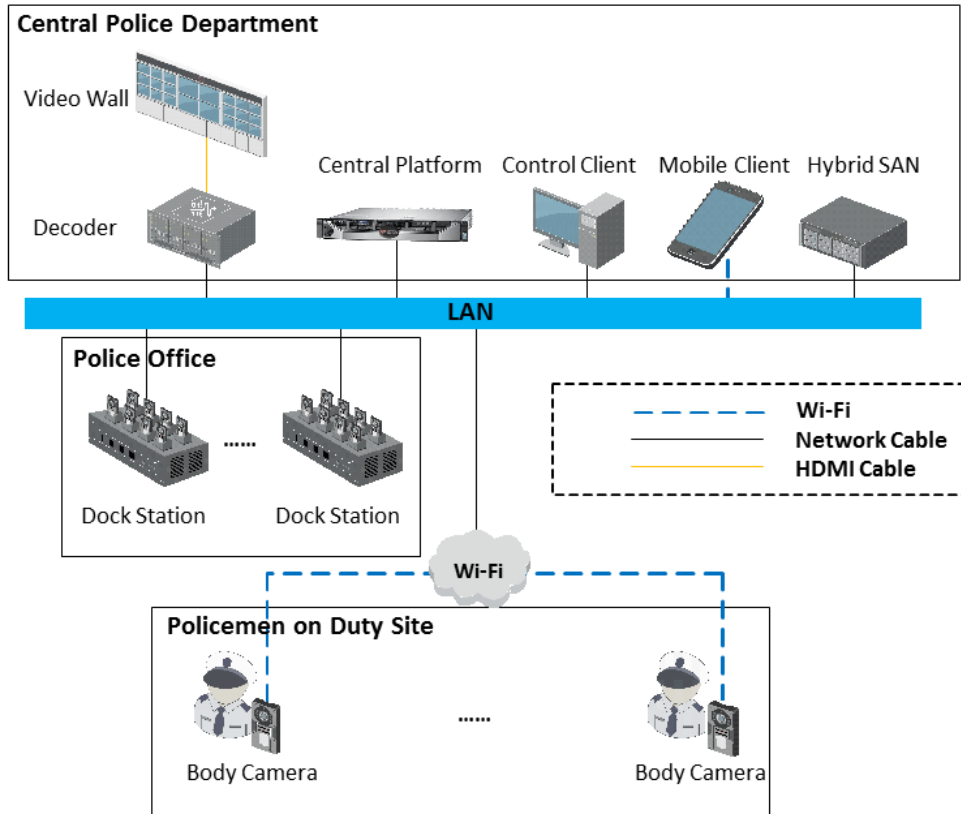 Central Police Department
Video Wall
Central Platform
Control Client
Mobile Client
Hybrid SAN
Decoder
LAN
Police Office
......
Dock Station
Dock Station
Wi-Fi
Network Cable
HDMI Cable
Wi-Fi
Policemen on Duty Site
......
Body Camera
Body Camera